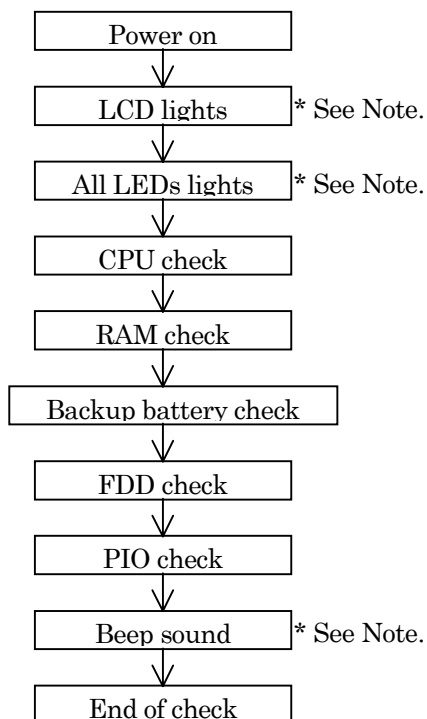 Power on
LCD lights * See Note.
All LEDs lights * See Note.
CPU check
RAM check
Backup battery check
FDD check
PIO check
Beep sound * See Note.
End of check